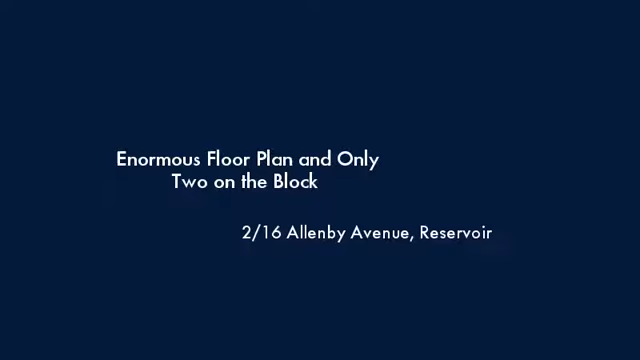 Enormous Floor Plan and Only
Two on the Block
2/16 Allenby Avenue, Reservoir